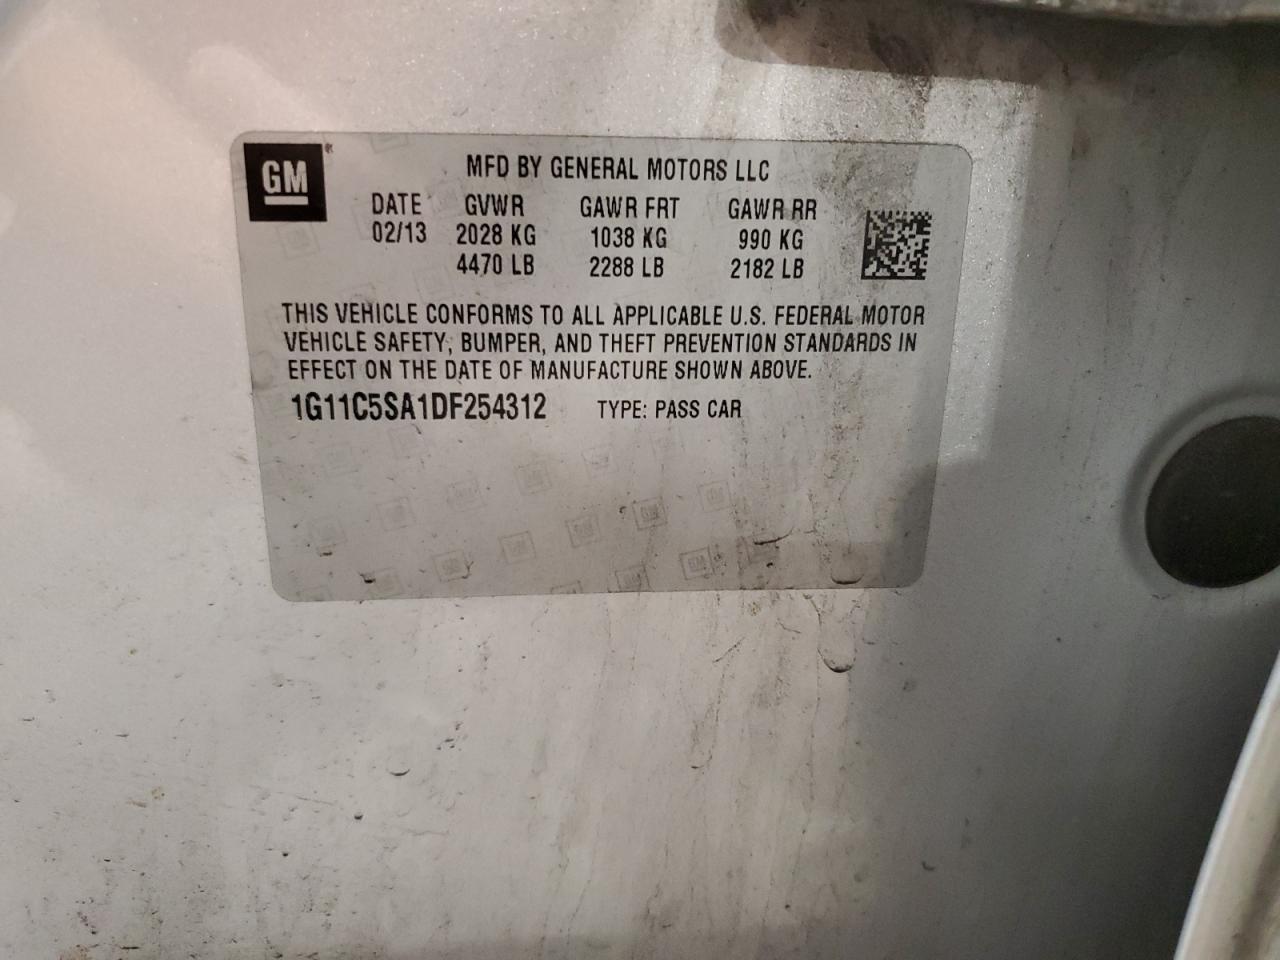 GM
MFD BY GENERAL MOTORS LLC
DATE GVWR GAWR FRT GAWR RR
02/13 2028 KG 1038 KG 990 KG
4470 LB 2288 LB 2182 LB
THIS VEHICLE CONFORMS TO ALL APPLICABLE U.S. FEDERAL MOTOR
VEHICLE SAFETY, BUMPER, AND THEFT PREVENTION STANDARDS IN
EFFECT ON THE DATE OF MANUFACTURE SHOWN ABOVE.
1G11C5SA1DF254312 TYPE: PASS CAR